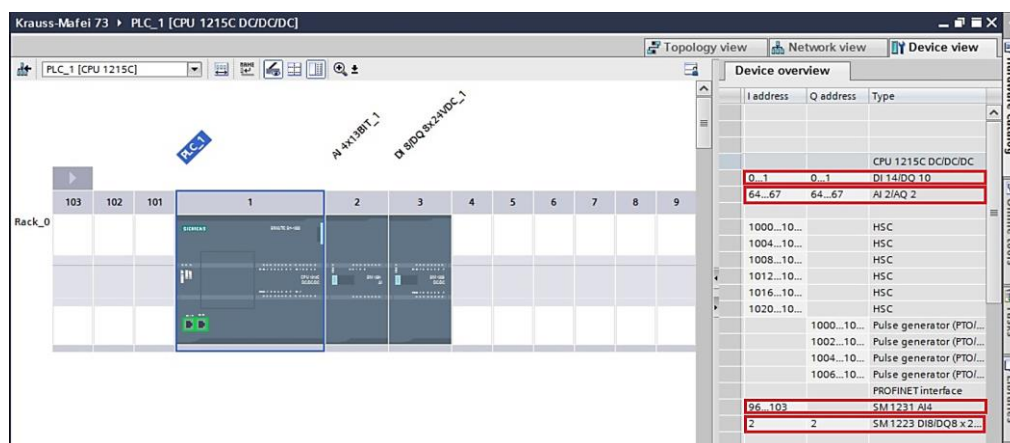 Krauss-Mafei 73 ▸ PLC_1 [CPU 1215C DC/DC/DC]
Topology view Network view Device view
PLC_1 [CPU 1215C]
Device overview
PLC_1 AI 4x13BIT_1 DI 8/DQ 8x24VDC_1
103 102 101 1 2 3 4 5 6 7 8 9
Rack_0
SIEMENS
I address Q address Type
CPU 1215C DC/DC/DC
0...1 0...1 DI 14/DQ 10
64...67 64...67 AI 2/AQ 2
1000...10... HSC
1004...10... HSC
1008...10... HSC
1012...10... HSC
1016...10... HSC
1020...10... HSC
1000...10... Pulse generator (PTO/...
1002...10... Pulse generator (PTO/...
1004...10... Pulse generator (PTO/...
1006...10... Pulse generator (PTO/...
PROFINET interface
96...103 SM 1231 AI4
2 2 SM 1223 DI8/DQ8 x 2...
Hardware catalog